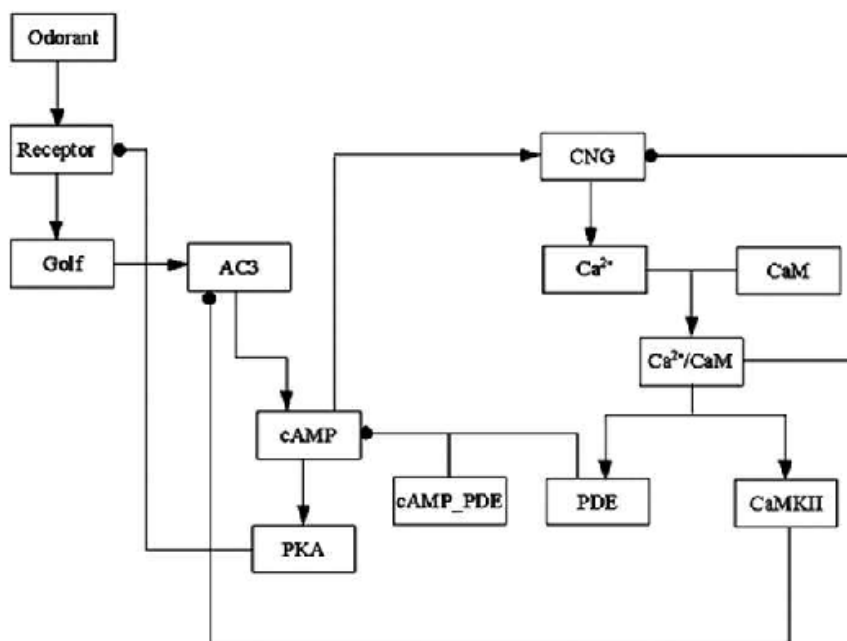 Odorant
Receptor
CNG
Golf
AC3
Ca²⁺
CaM
Ca²⁺/CaM
cAMP
cAMP_PDE
PDE
CaMKII
PKA